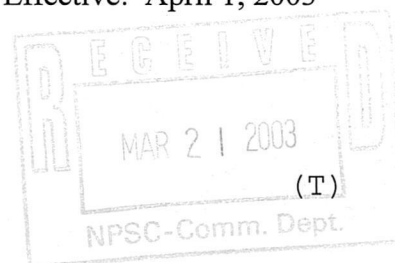 Effective: April 1, 2003
RECEIVED
MAR 21 2003
(T)
NPSC-Comm. Dept.